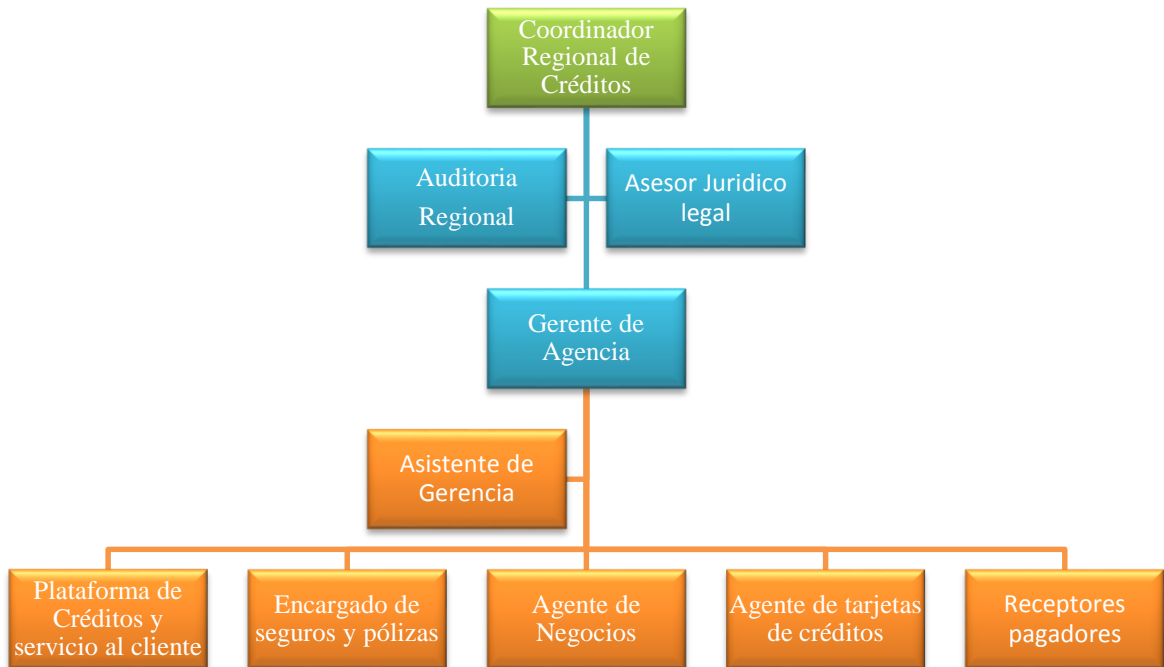 Coordinador
Regional de
Créditos
Auditoria
Regional
Asesor Juridico
legal
Gerente de
Agencia
Asistente de
Gerencia
Plataforma de
Créditos y
servicio al cliente
Encargado de
seguros y pólizas
Agente de
Negocios
Agente de tarjetas
de créditos
Receptores
pagadores